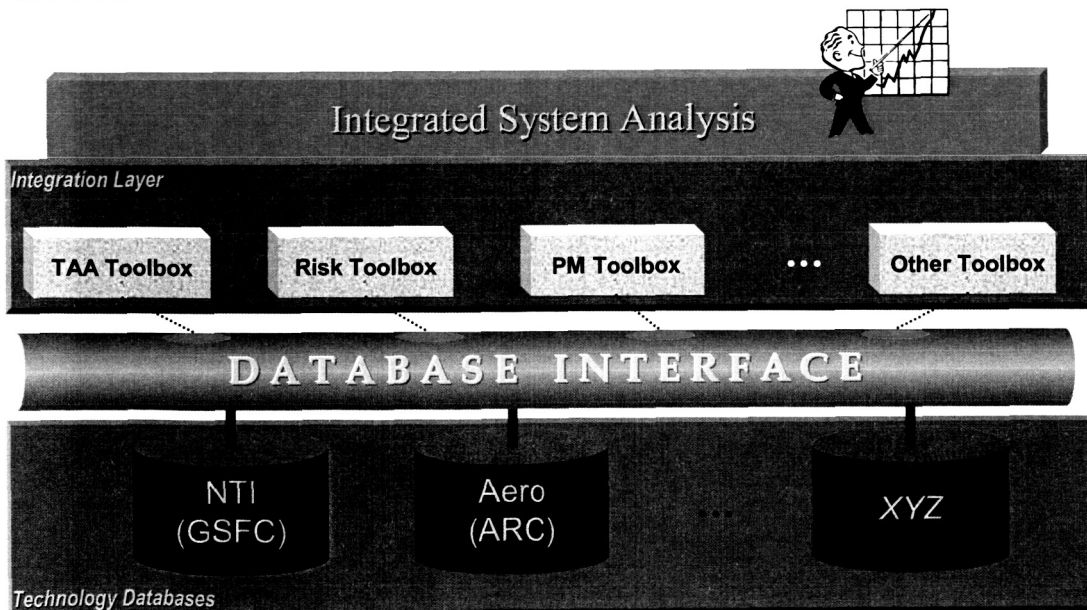 Integrated System Analysis
Integration Layer
TAA Toolbox
Risk Toolbox
PM Toolbox
...
Other Toolbox
DATABASE INTERFACE
NTI
(GSFC)
Aero
(ARC)
...
XYZ
Technology Databases